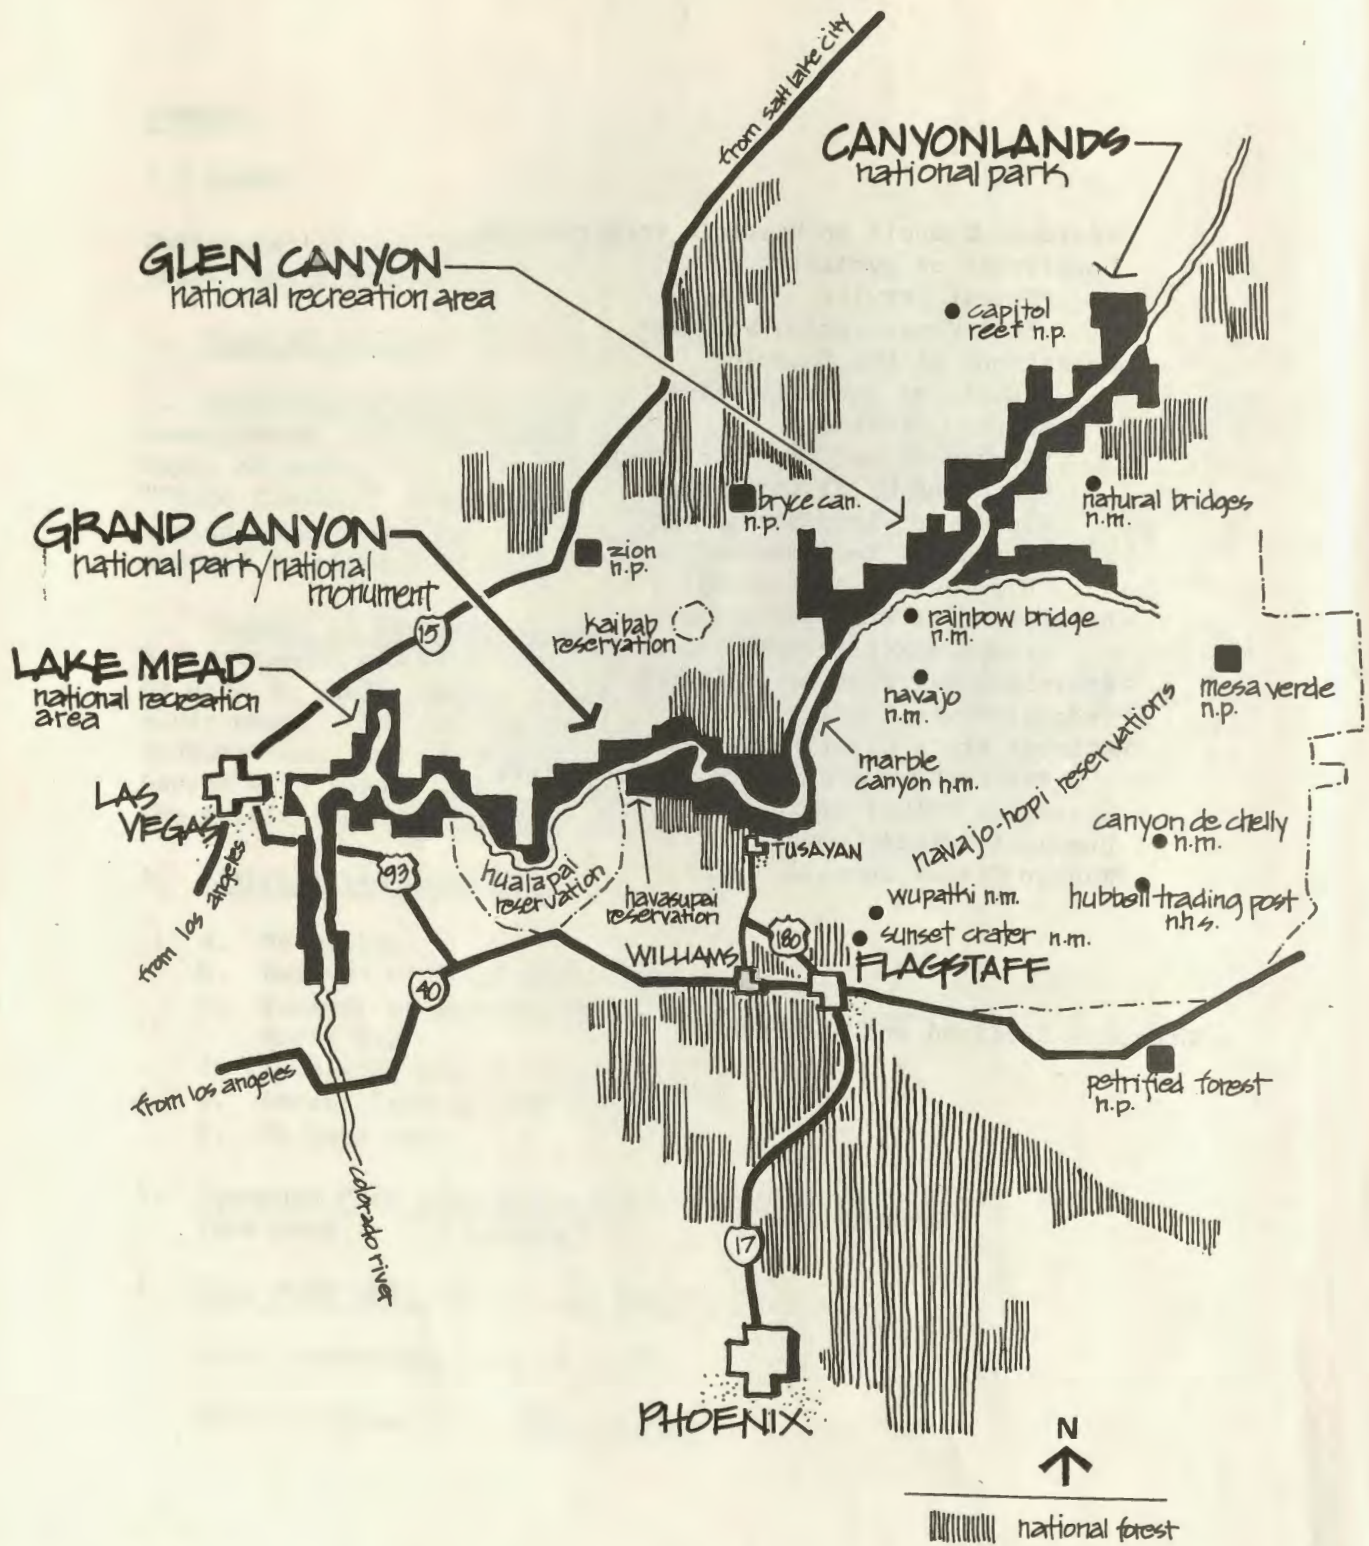 from salt lake city
CANYONLANDS
national park
GLEN CANYON
national recreation area
capitol
reef n.p.
bryce can.
n.p.
natural bridges
n.m.
GRAND CANYON
national park/national
monument
zion
n.p.
15
kaibab
reservation
rainbow bridge
n.m.
LAKE MEAD
national recreation
area
navajo
n.m.
mesa verde
n.p.
marble
canyon n.m.
navajo-hopi reservations
LAS
VEGAS
from los angeles
93
hualapai
reservation
havasupai
reservation
TUSAYAN
canyon de chelly
n.m.
wupatki n.m.
hubbell trading post
n.h.s.
sunset crater n.m.
180
WILLIAMS
FLAGSTAFF
40
from los angeles
petrified forest
n.p.
colorado river
17
PHOENIX
N
national forest